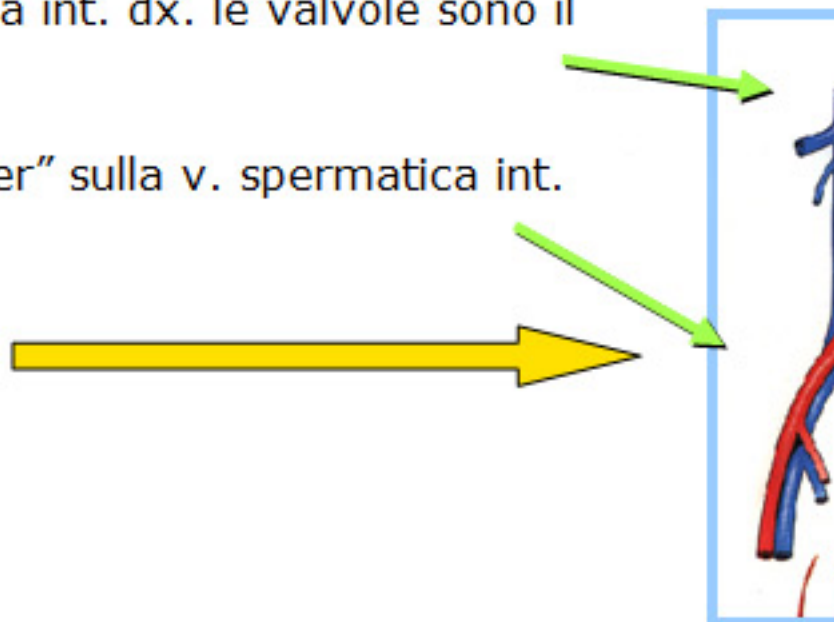 a int. dx. le valvole sono il
er” sulla v. spermatica int.